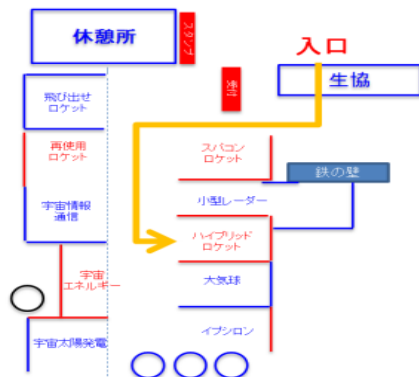 休憩所
スタンプ
入口
受付
生協
飛び出せ
ロケット
再使用
ロケット
スパコン
ロケット
鉄の壁
宇宙情報
通信
小型レーダー
ハイブリッド
ロケット
宇宙
エネルギー
大気球
宇宙太陽発電
イプシロン